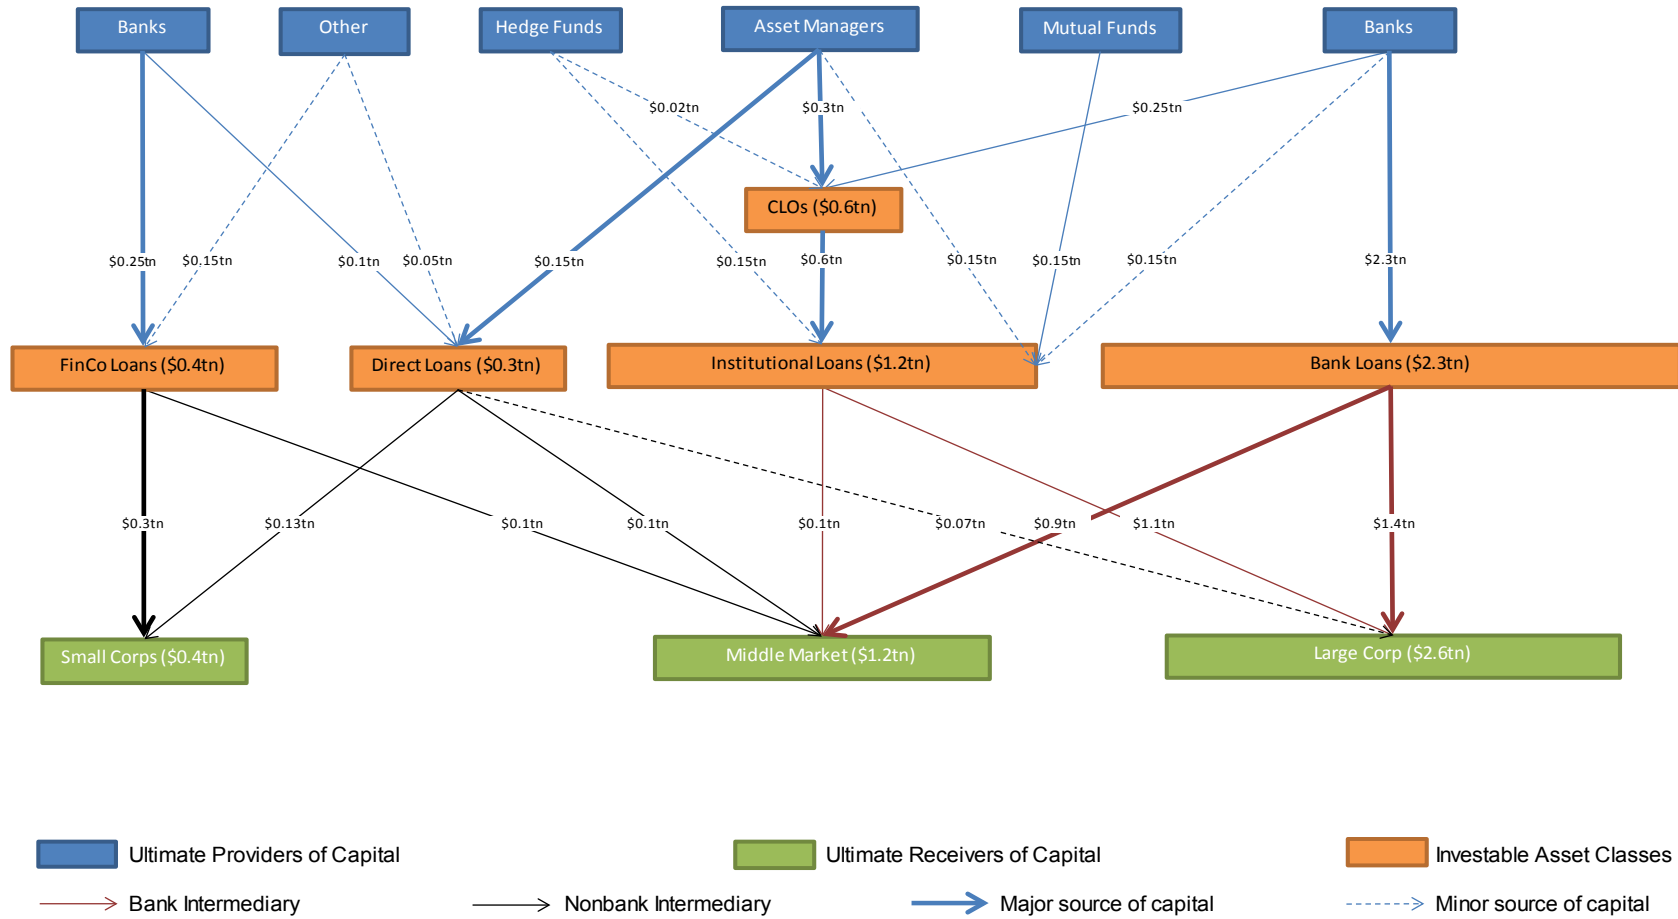 Banks
Other
Hedge Funds
Asset Managers
Mutual Funds
Banks
$0.02tn
$0.3tn
$0.25tn
CLOs ($0.6tn)
$0.25tn
$0.15tn
$0.1tn
$0.05tn
$0.15tn
$0.15tn
$0.6tn
$0.15tn
$0.15tn
$0.15tn
$2.3tn
FinCo Loans ($0.4tn)
Direct Loans ($0.3tn)
Institutional Loans ($1.2tn)
Bank Loans ($2.3tn)
$0.3tn
$0.13tn
$0.1tn
$0.1tn
$0.1tn
$0.07tn
$0.9tn
$1.1tn
$1.4tn
Small Corps ($0.4tn)
Middle Market ($1.2tn)
Large Corp ($2.6tn)
Ultimate Providers of Capital
Ultimate Receivers of Capital
Investable Asset Classes
Bank Intermediary
Nonbank Intermediary
Major source of capital
Minor source of capital